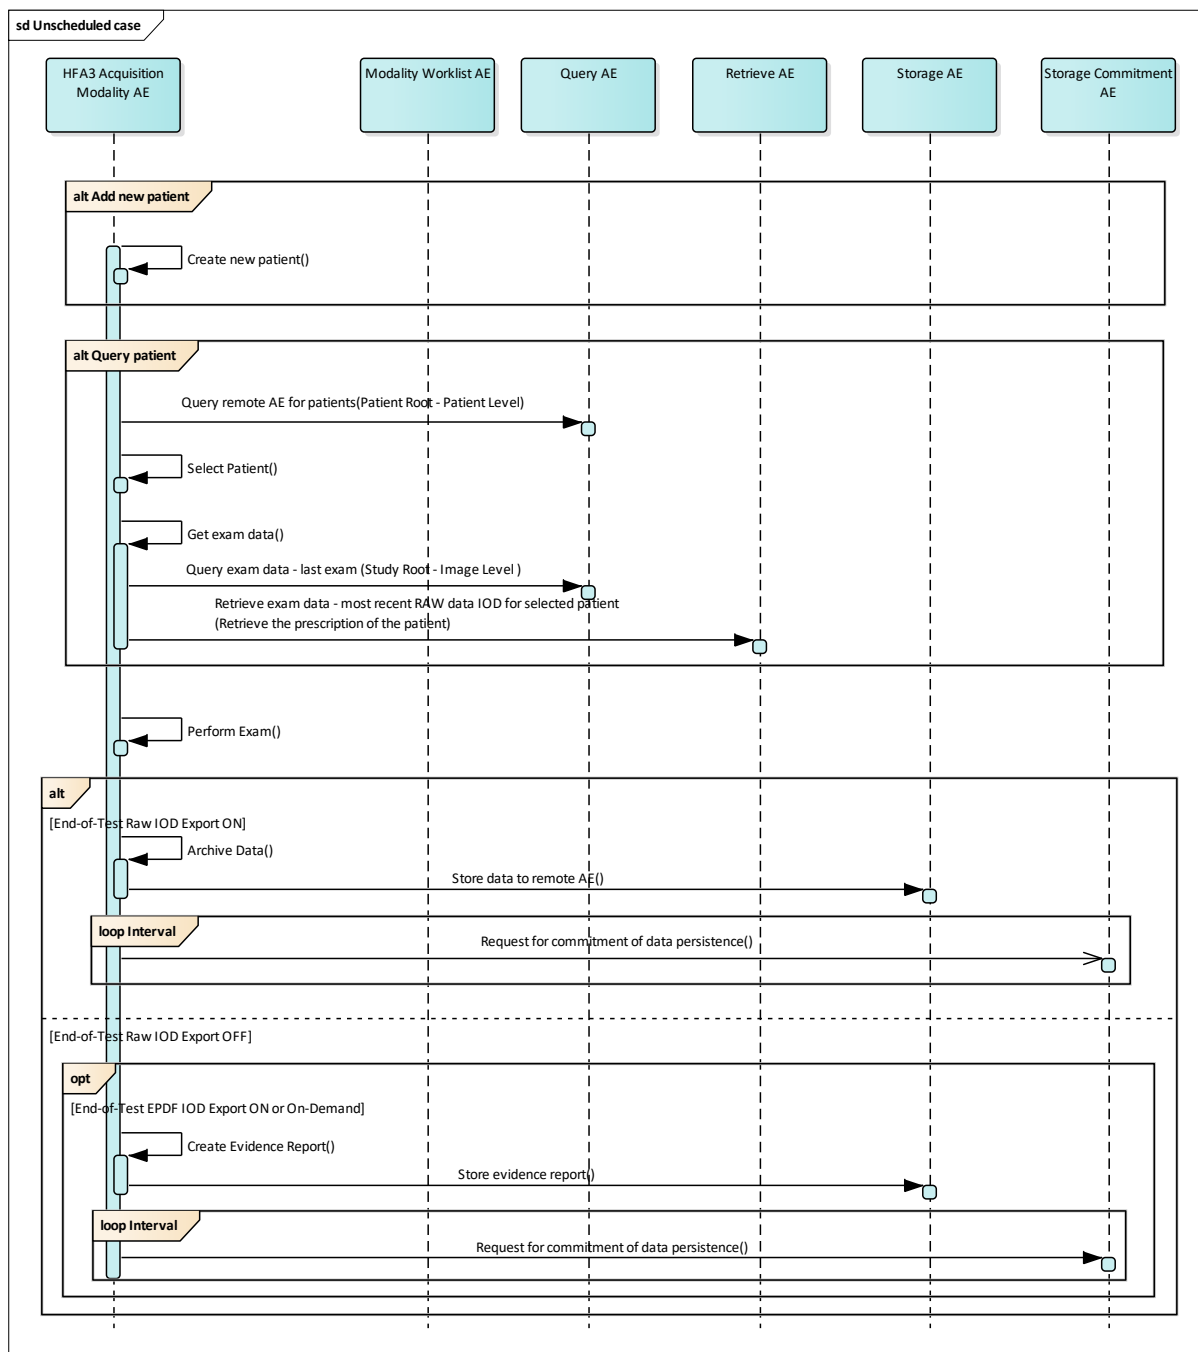 sd Unscheduled case
HFA3 Acquisition
Modality AE
Modality Worklist AE
Query AE
Retrieve AE
Storage AE
Storage Commitment
AE
alt Add new patient
Create new patient()
alt Query patient
Query remote AE for patients(Patient Root - Patient Level)
Select Patient()
Get exam data()
Query exam data - last exam (Study Root - Image Level )
Retrieve exam data - most recent RAW data IOD for selected patient
(Retrieve the prescription of the patient)
Perform Exam()
alt
[End-of-Test Raw IOD Export ON]
Archive Data()
Store data to remote AE()
loop Interval
Request for commitment of data persistence()
[End-of-Test Raw IOD Export OFF]
opt
[End-of-Test EPDF IOD Export ON or On-Demand]
Create Evidence Report()
Store evidence report()
loop Interval
Request for commitment of data persistence()